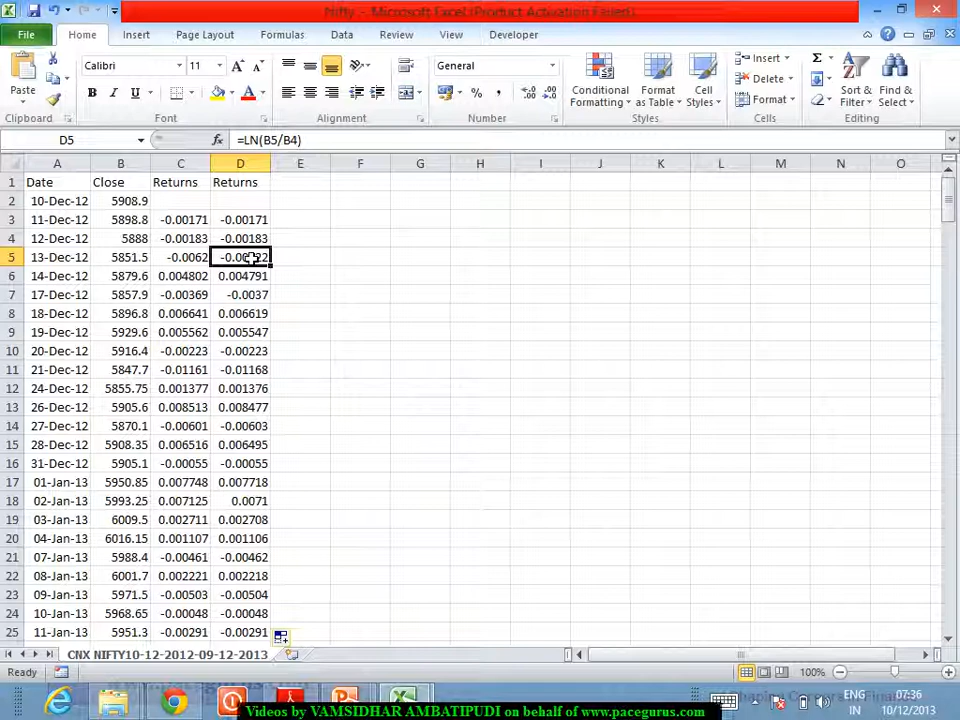 Nifty - Microsoft Excel (Product Activation Failed)
File Home Insert Page Layout Formulas Data Review View Developer
Paste
Calibri 11
B I U
General
Conditional Formatting
Format as Table
Cell Styles
Insert
Delete
Format
Sort & Filter
Find & Select
Clipboard Font Alignment Number Styles Cells Editing
D5 fx =LN(B5/B4)
A B C D E F G H I J K L M N O
1 Date Close Returns Returns
2 10-Dec-12 5908.9
3 11-Dec-12 5898.8 -0.00171 -0.00171
4 12-Dec-12 5888 -0.00183 -0.00183
5 13-Dec-12 5851.5 -0.0062
6 14-Dec-12 5879.6 0.004802 0.004791
7 17-Dec-12 5857.9 -0.00369 -0.0037
8 18-Dec-12 5896.8 0.006641 0.006619
9 19-Dec-12 5929.6 0.005562 0.005547
10 20-Dec-12 5916.4 -0.00223 -0.00223
11 21-Dec-12 5847.7 -0.01161 -0.01168
12 24-Dec-12 5855.75 0.001377 0.001376
13 26-Dec-12 5905.6 0.008513 0.008477
14 27-Dec-12 5870.1 -0.00601 -0.00603
15 28-Dec-12 5908.35 0.006516 0.006495
16 31-Dec-12 5905.1 -0.00055 -0.00055
17 01-Jan-13 5950.85 0.007748 0.007718
18 02-Jan-13 5993.25 0.007125 0.0071
19 03-Jan-13 6009.5 0.002711 0.002708
20 04-Jan-13 6016.15 0.001107 0.001106
21 07-Jan-13 5988.4 -0.00461 -0.00462
22 08-Jan-13 6001.7 0.002221 0.002218
23 09-Jan-13 5971.5 -0.00503 -0.00504
24 10-Jan-13 5968.65 -0.00048 -0.00048
25 11-Jan-13 5951.3 -0.00291 -0.00291
CNX NIFTY10-12-2012-09-12-2013
Ready 100%
ENG 07:36
IN 10/12/2013
Videos by VAMSIDHAR AMBATIPUDI on behalf of www.pacegurus.com